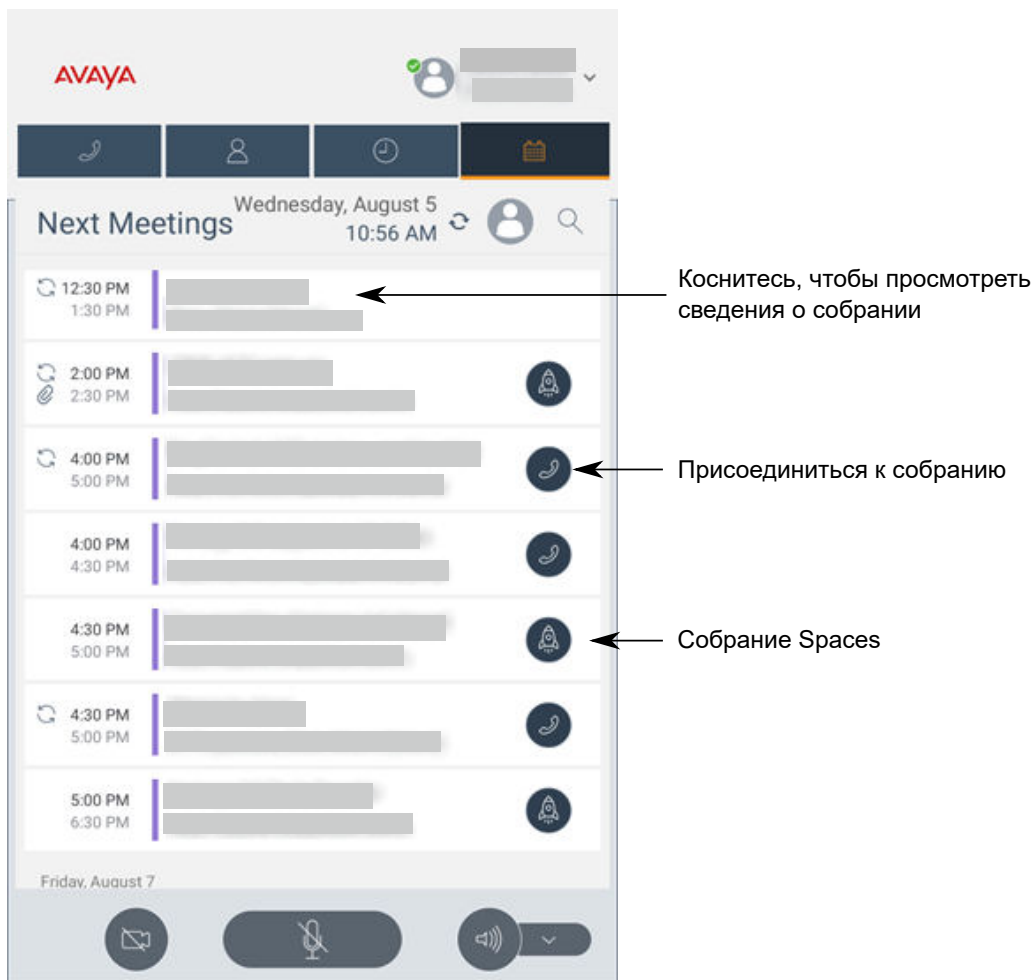 AVAYA
Next Meetings
Wednesday, August 5
10:56 AM
12:30 PM
1:30 PM
Коснитесь, чтобы просмотреть
сведения о собрании
2:00 PM
2:30 PM
4:00 PM
5:00 PM
Присоединиться к собранию
4:00 PM
4:30 PM
4:30 PM
5:00 PM
Собрание Spaces
4:30 PM
5:00 PM
5:00 PM
6:30 PM
Friday, August 7